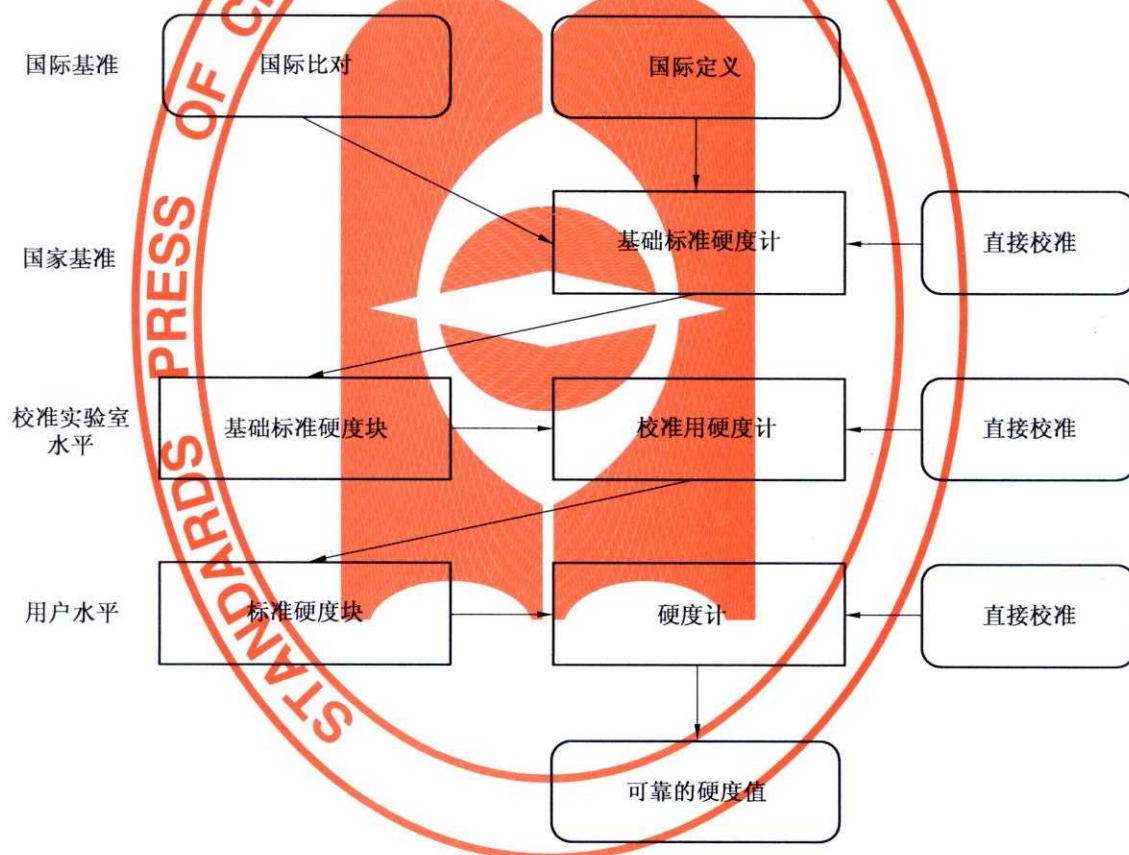 国际基准
国际比对
国际定义
国家基准
基础标准硬度计
直接校准
校准实验室
水平
基础标准硬度块
校准用硬度计
直接校准
用户水平
标准硬度块
硬度计
直接校准
可靠的硬度值
STANDARDS PRESS OF